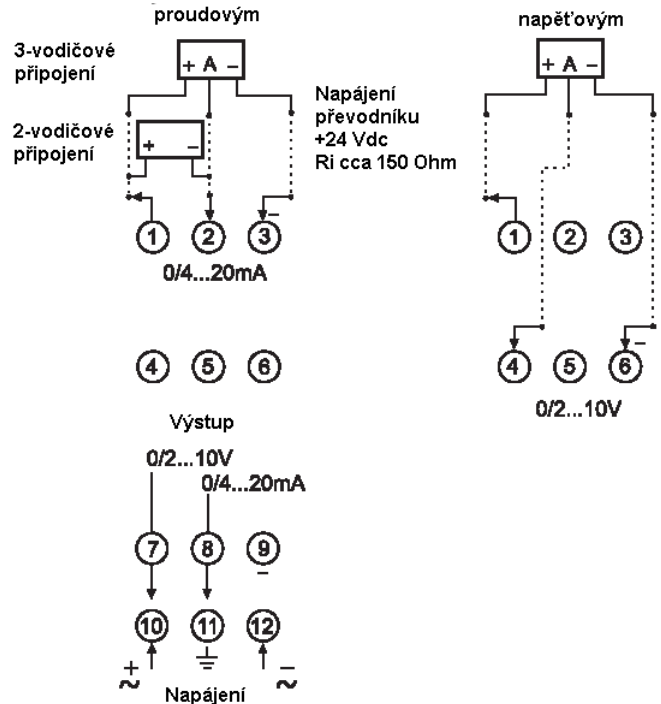 proudovým
3-vodičové
připojení
+ A −
2-vodičové
připojení
+ −
Napájení
převodníku
+24 Vdc
Ri cca 150 Ohm
−
1 2 3
0/4...20mA
4 5 6
napěťovým
+ A −
1 2 3
−
4 5 6
0/2...10V
Výstup
0/2...10V
0/4...20mA
7 8 9
−
10 11 12
+ −
~ ~
Napájení